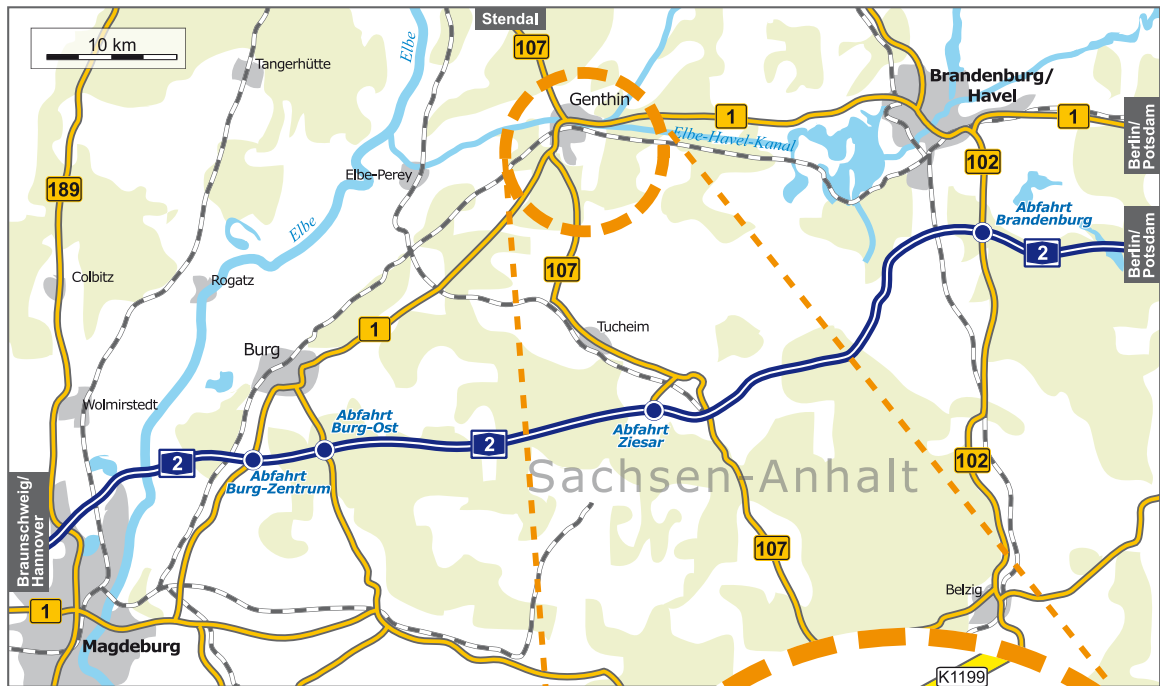 10 km
Stendal
107
Elbe
Tangerhütte
Genthin
Brandenburg/
Havel
1
1
Berlin/
Potsdam
Elbe-Havel-Kanal
Elbe-Perey
189
102
Abfahrt
Brandenburg
Elbe
2
Berlin/
Potsdam
107
Colbitz
Rogatz
1
Tucheim
Burg
Wolmirstedt
Abfahrt
Burg-Ost
Abfahrt
Ziesar
2
2
Abfahrt
Burg-Zentrum
Sachsen-Anhalt
102
Braunschweig/
Hannover
107
Belzig
1
Magdeburg
K1199